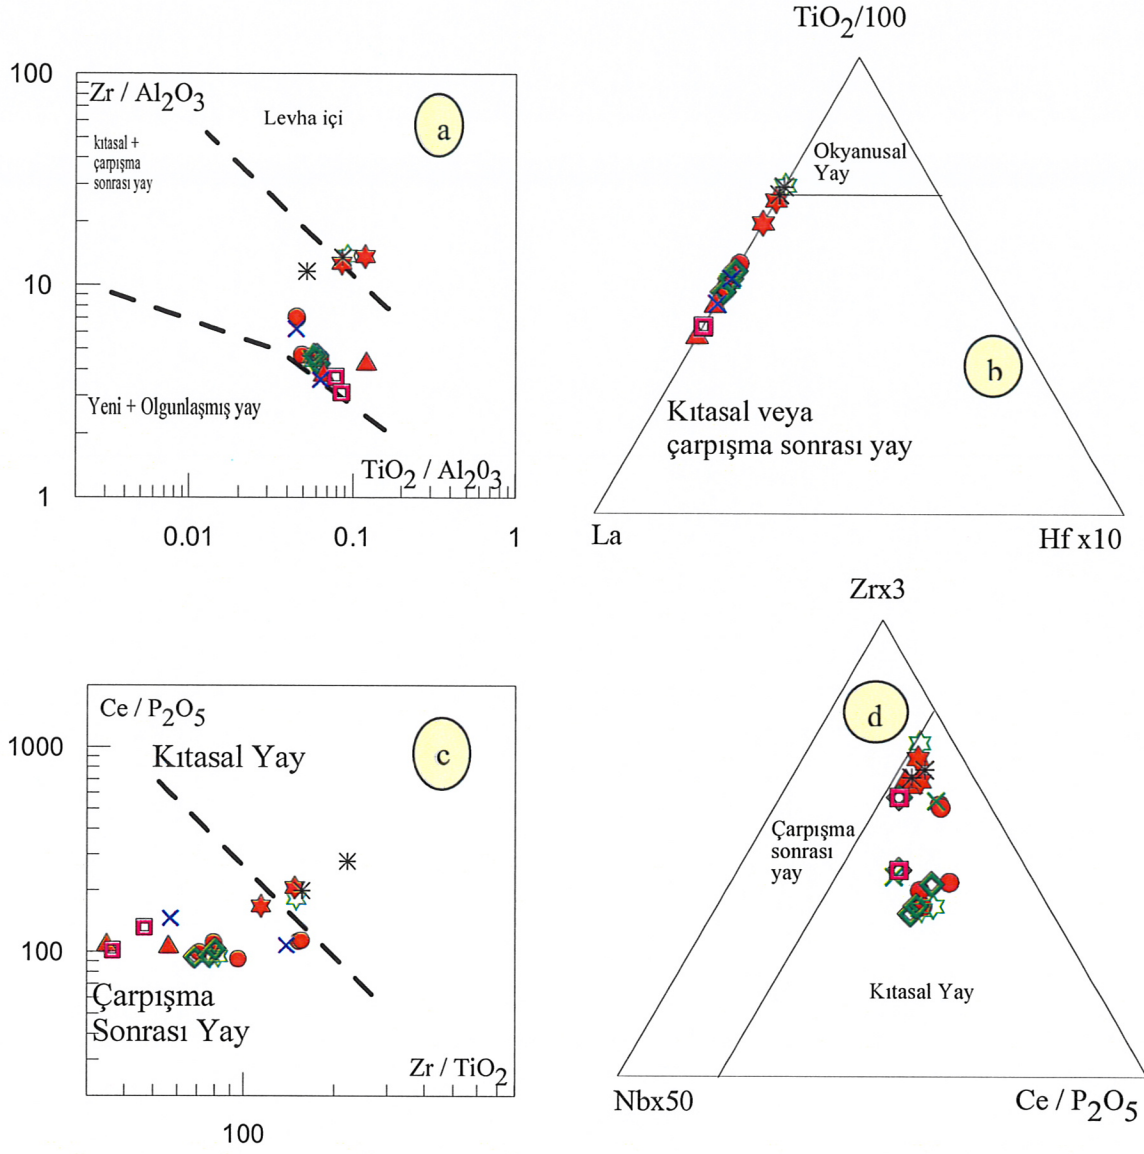 100
Zr / Al2O3
Levha içi
a
kıtasal +
çarpışma
sonrası yay
10
Yeni + Olgunlaşmış yay
TiO2 / Al203
1
0.01
0.1
1
TiO2/100
Okyanusal
Yay
b
Kıtasal veya
çarpışma sonrası yay
La
Hf x10
Ce / P2O5
1000
Kıtasal Yay
c
100
Çarpışma
Sonrası Yay
Zr / TiO2
100
Zrx3
d
Çarpışma
sonrası
yay
Kıtasal Yay
Nbx50
Ce / P2O5